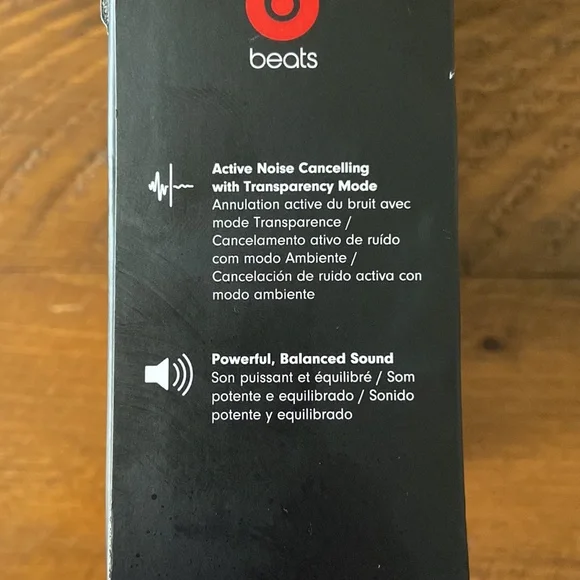 beats
Active Noise Cancelling
with Transparency Mode
Annulation active du bruit avec
mode Transparence /
Cancelamento ativo de ruído
com modo Ambiente /
Cancelación de ruido activa con
modo ambiente
Powerful, Balanced Sound
Son puissant et équilibré / Som
potente e equilibrado / Sonido
potente y equilibrado